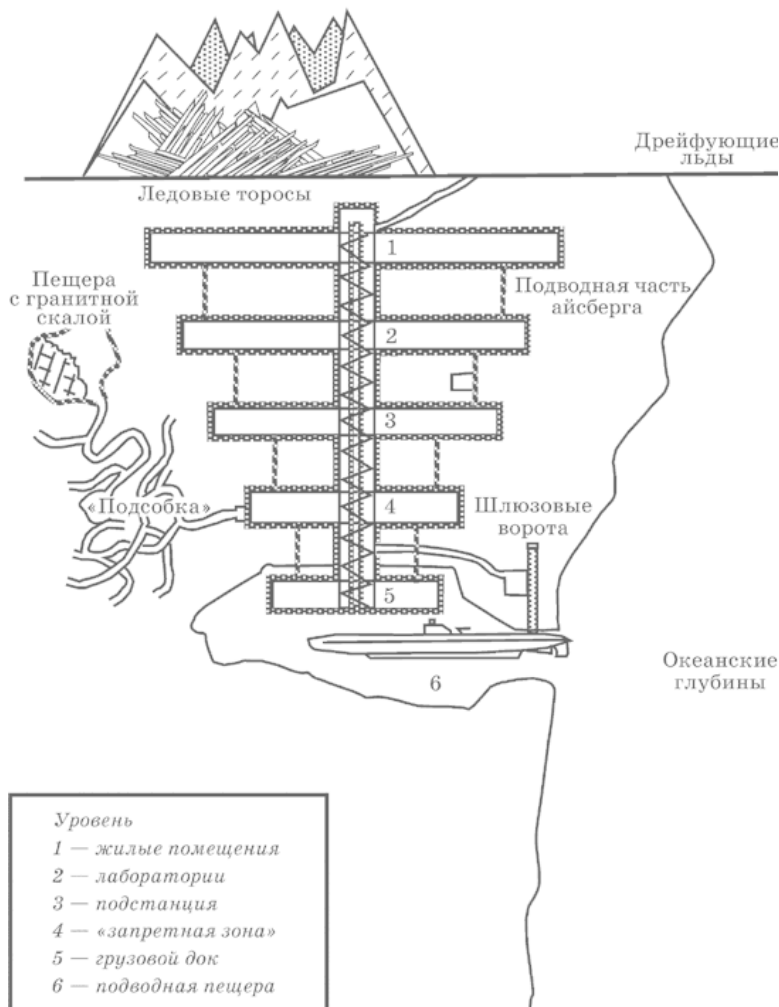 Дрейфующие
льды
Ледовые торосы
1
Пещера
с гранитной
скалой
Подводная часть
айсберга
2
3
«Подсобка»
4
Шлюзовые
ворота
5
6
Океанские
глубины
Уровень
1 — жилые помещения
2 — лаборатории
3 — подстанция
4 — «запретная зона»
5 — грузовой док
6 — подводная пещера